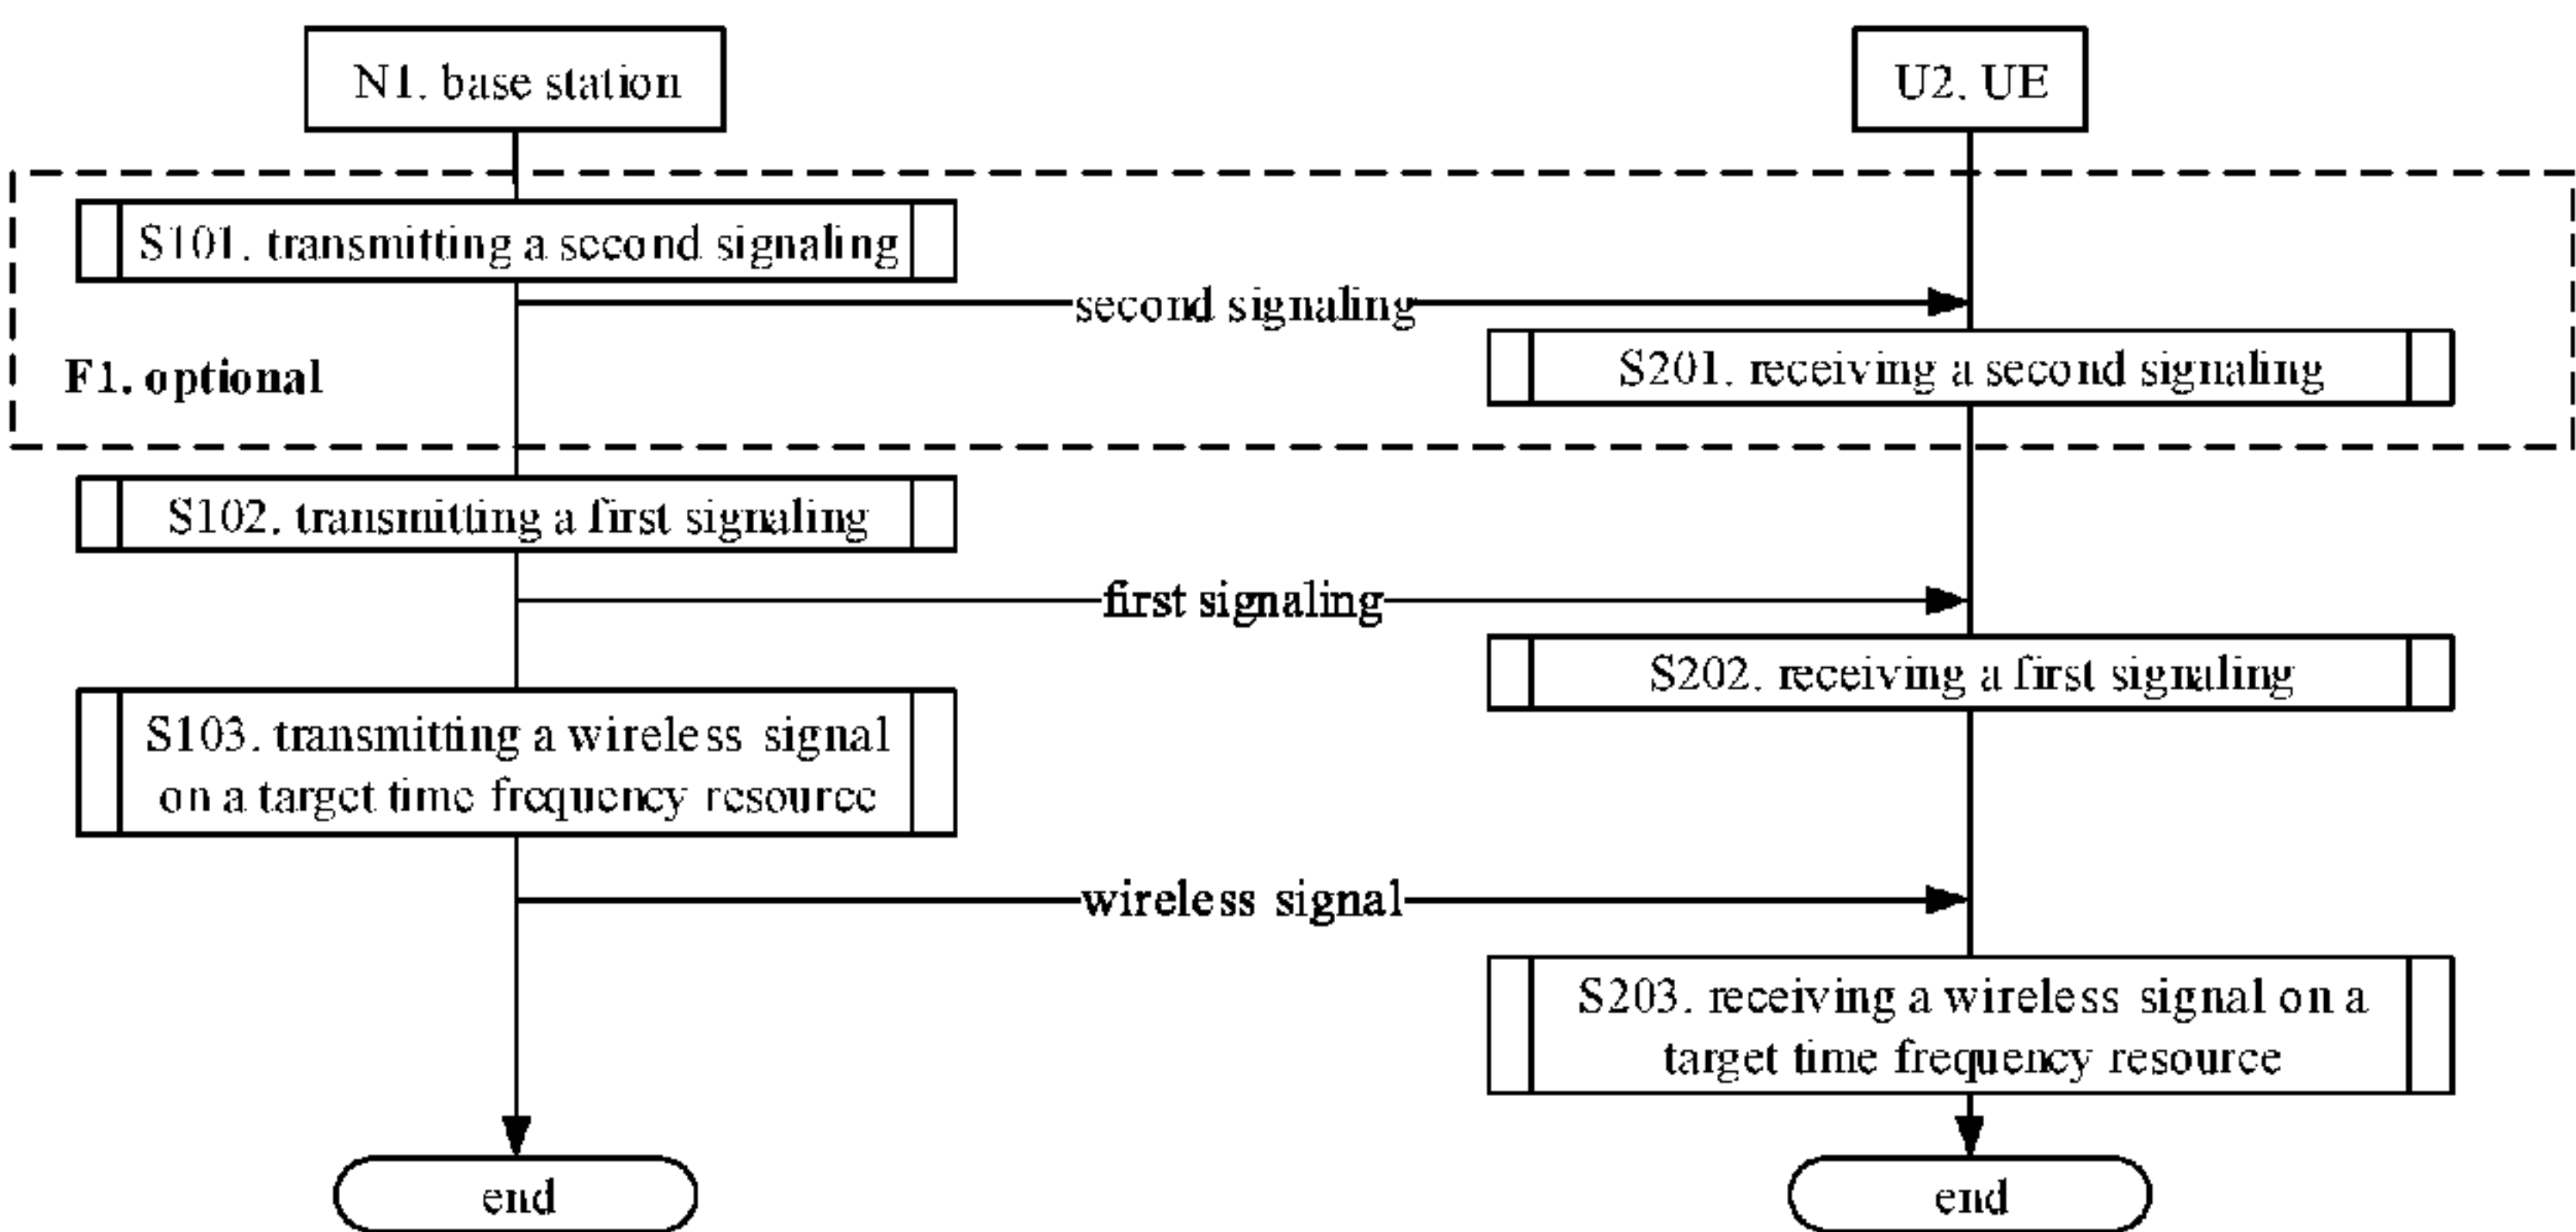 N1. base station
U2. UE
S101. transmitting a second signaling
second signaling
S201. receiving a second signaling
F1. optional
S102. transmitting a first signaling
first signaling
S202. receiving a first signaling
S103. transmitting a wireless signal
on a target time frequency resource
wireless signal
S203. receiving a wireless signal on a
target time frequency resource
end
end